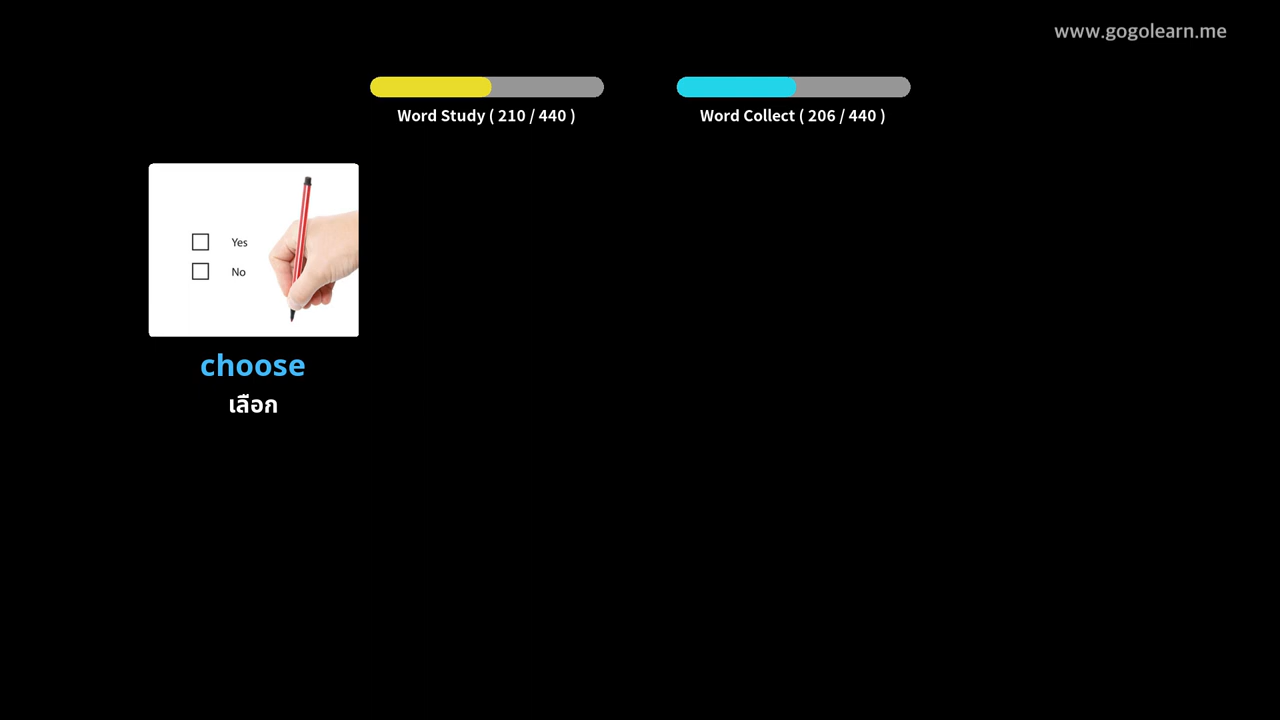 www.gogolearn.me
Word Study ( 210 / 440 )
Word Collect ( 206 / 440 )
Yes
No
choose
เลือก